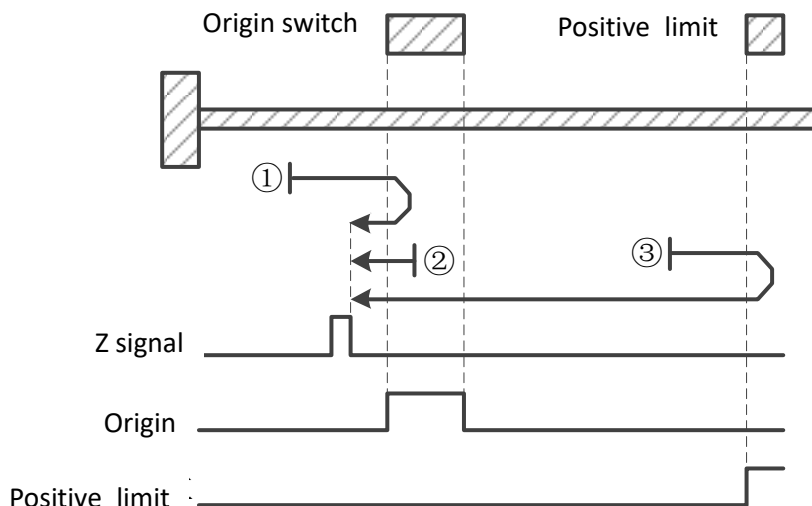 Origin switch
Positive limit
①
②
③
Z signal
Origin
Positive limit